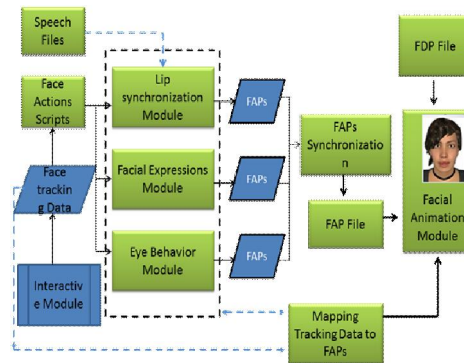 Speech
Files
FDP File
Face
Actions
Scripts
Lip
synchronization
Module
FAPs
FAPs
Synchronizatio
n
Face
trackin
g Data
Facial Expressions
Module
FAPs
Facial
Animation
Module
FAP File
Eye Behavior
Module
FAPs
Interactiv
e Module
Mapping
Tracking Data to
FAPs